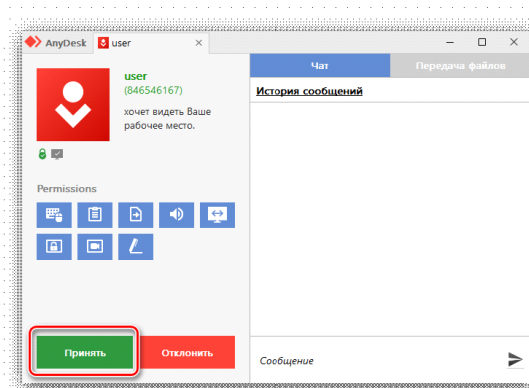 AnyDesk
user
user
(846546167)
хочет видеть Ваше
рабочее место.
Permissions
Принять
Отклонить
Чат
Передача файлов
История сообщений
Сообщение